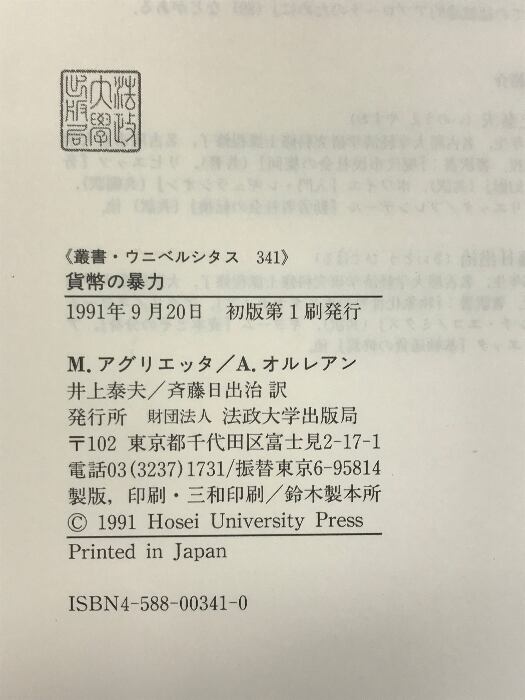 法政
大學
出版局
《叢書・ウニベルシタス 341》
貨幣の暴力
1991年9月20日 初版第1刷発行
M. アグリエッタ／A. オルレアン
井上泰夫／斉藤日出治 訳
発行所 財団法人 法政大学出版局
〒102 東京都千代田区富士見2-17-1
電話03(3237)1731/振替東京6-95814
製版，印刷・三和印刷／鈴木製本所
© 1991 Hosei University Press
Printed in Japan
ISBN4-588-00341-0